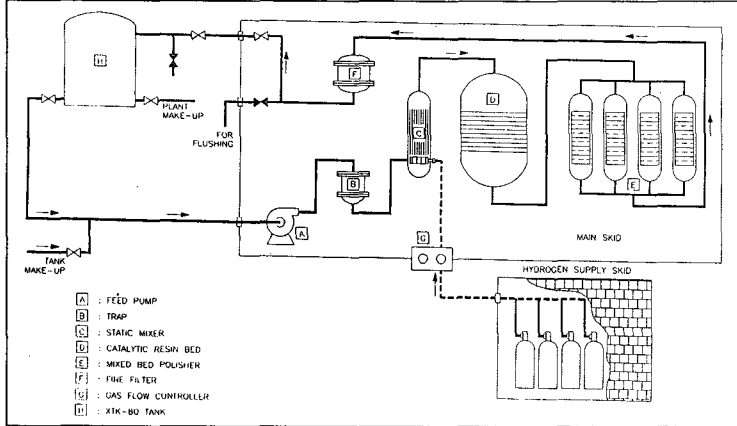 H
PLANT
MAKE-UP
FOR
FLUSHING
F
C
D
B
E
A
G
MAIN SKID
TANK
MAKE-UP
HYDROGEN SUPPLY SKID
A : FEED PUMP
B : TRAP
C : STATIC MIXER
D : CATALYTIC RESIN BED
E : MIXED BED POLISHER
F : FINE FILTER
G : GAS FLOW CONTROLLER
H : XTK-80 TANK